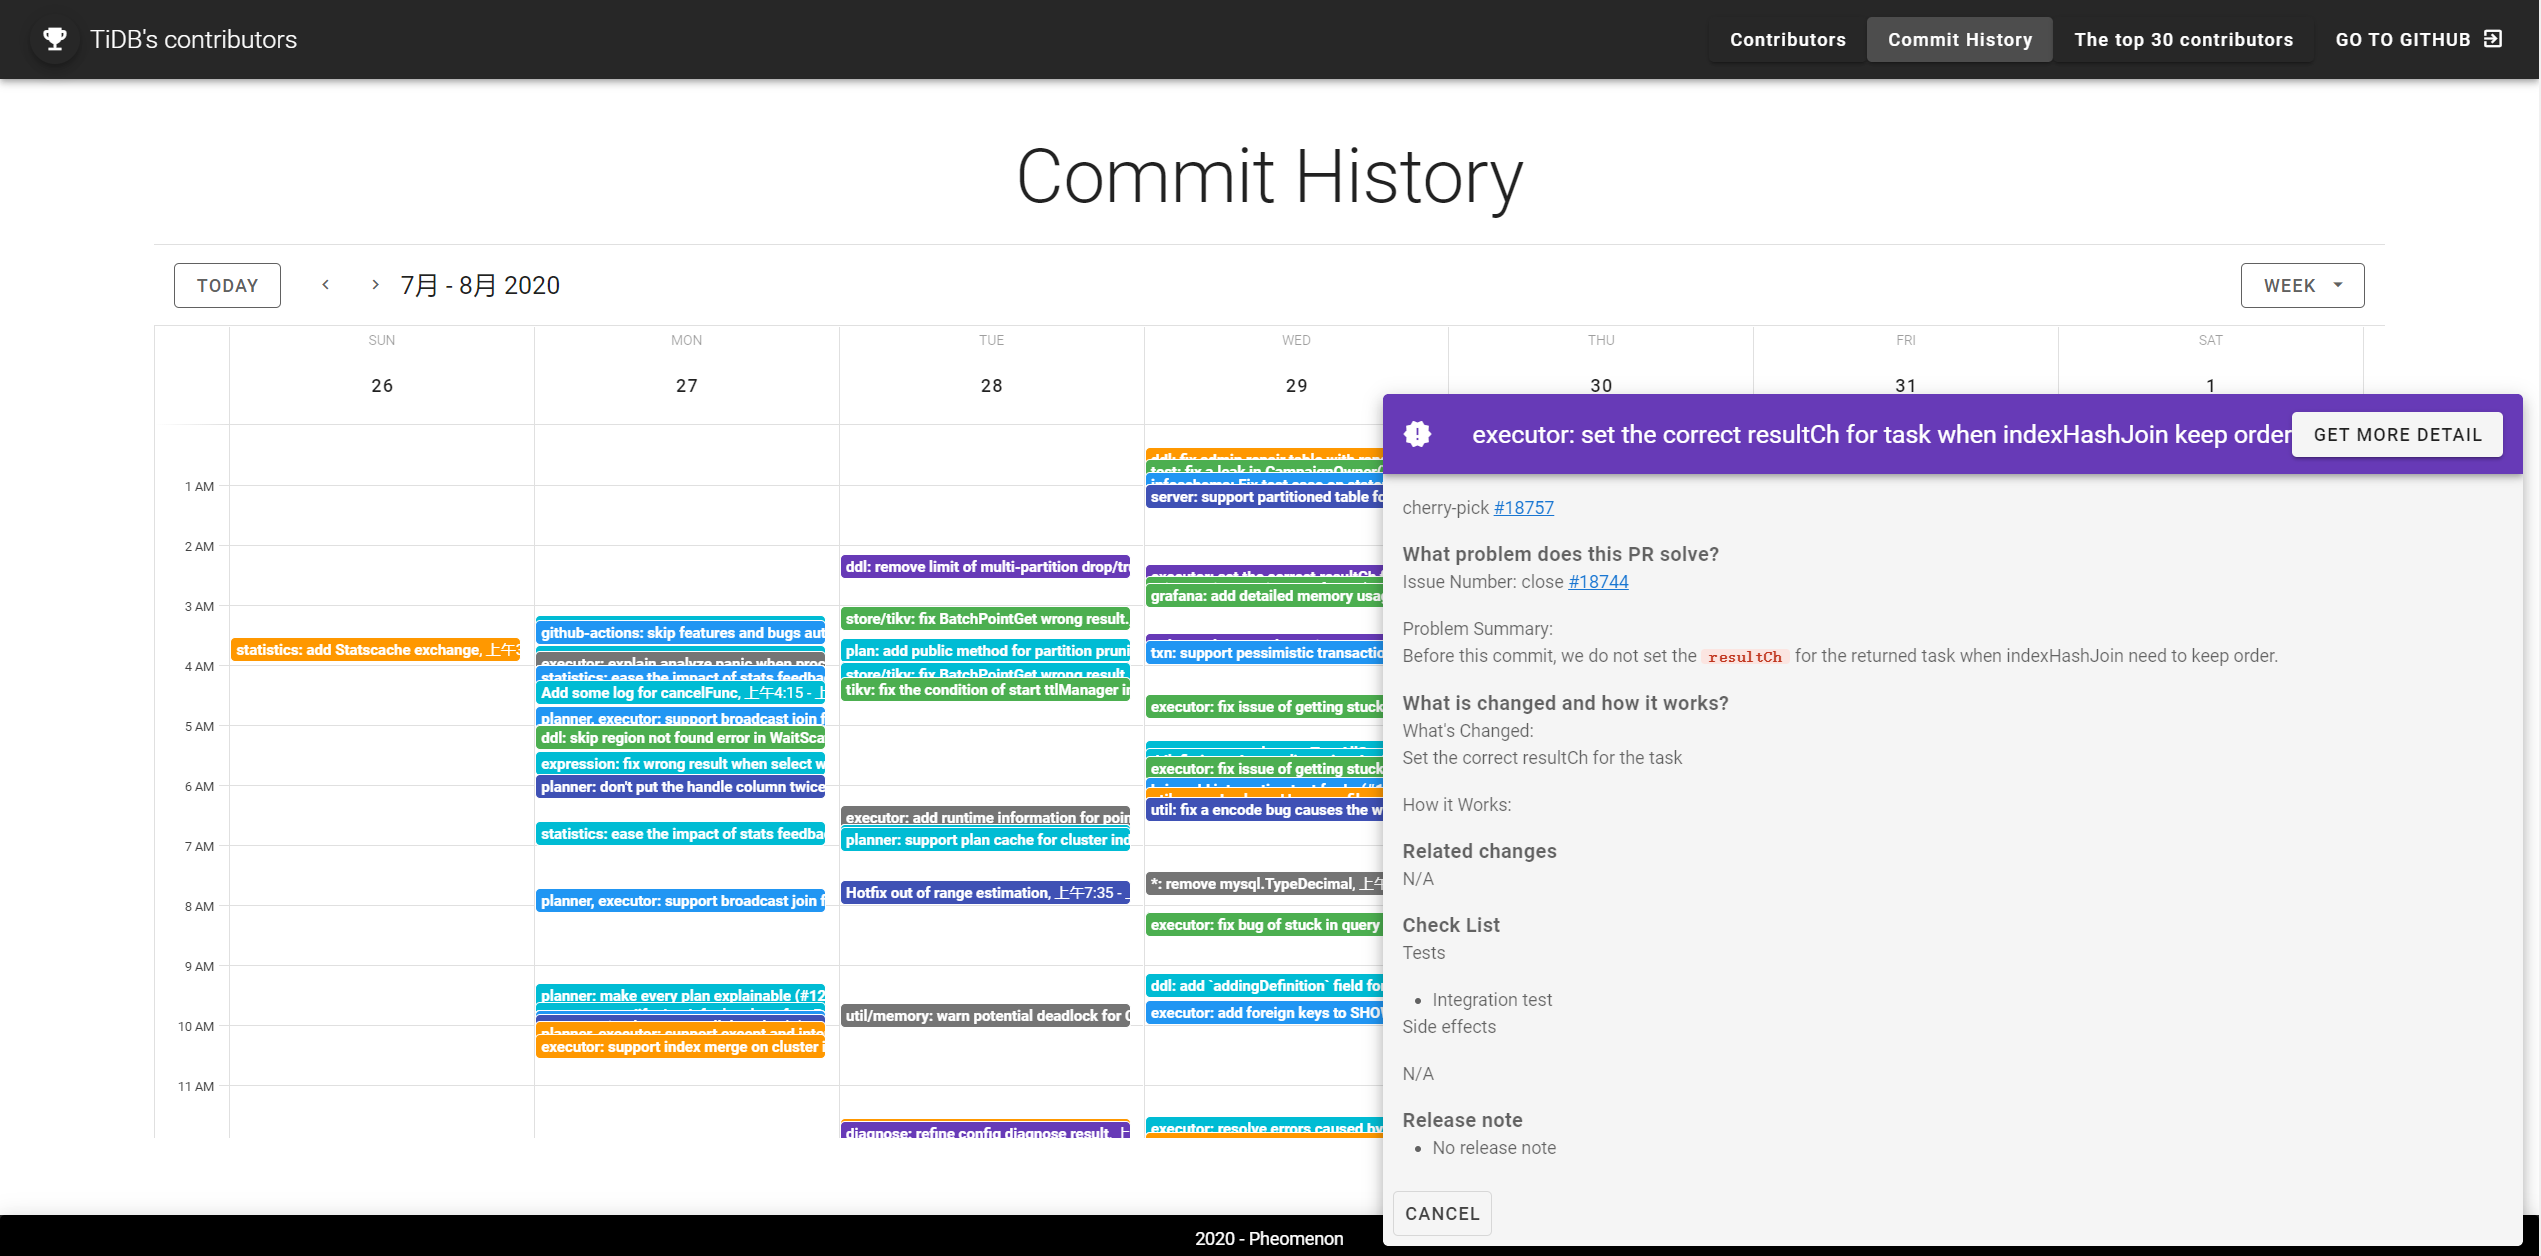 TiDB's contributors
Contributors
Commit History
The top 30 contributors
GO TO GITHUB
Commit History
TODAY
7月 - 8月 2020
WEEK
SUN
MON
TUE
WED
THU
FRI
SAT
26
27
28
29
30
31
1
1 AM
2 AM
3 AM
4 AM
5 AM
6 AM
7 AM
8 AM
9 AM
10 AM
11 AM
statistics: add Statscache exchange, 上午3
github-actions: skip features and bugs aut
executor: explain analyze panic when proc
statistics: ease the impact of stats feedba
Add some log for cancelFunc, 上午4:15 - 上
planner, executor: support broadcast join f
ddl: skip region not found error in WaitSca
expression: fix wrong result when select w
planner: don't put the handle column twice
statistics: ease the impact of stats feedba
planner, executor: support broadcast join f
planner: make every plan explainable (#12
planner, executor: support except and inte
executor: support index merge on cluster i
ddl: remove limit of multi-partition drop/tru
store/tikv: fix BatchPointGet wrong result.
plan: add public method for partition pruni
store/tikv: fix BatchPointGet wrong result
tikv: fix the condition of start ttlManager in
executor: add runtime information for poin
planner: support plan cache for cluster ind
Hotfix out of range estimation, 上午7:35 -
util/memory: warn potential deadlock for
diagnose: refine config diagnose result, 上
ddl: fix admin repair table with
test: fix a leak in CampaignOwner
infoschema: Fix test case on
server: support partitioned table fo
executor: set the correct resultCh
grafana: add detailed memory usa
txn: support pessimistic transactio
executor: fix issue of getting stuck
executor: fix issue of getting stuck
util: fix a encode bug causes the w
*: remove mysql.TypeDecimal, 上午
executor: fix bug of stuck in query
ddl: add `addingDefinition` field for
executor: add foreign keys to SHO
executor: resolve errors caused by
executor: set the correct resultCh for task when indexHashJoin keep order
GET MORE DETAIL
cherry-pick #18757
What problem does this PR solve?
Issue Number: close #18744
Problem Summary:
Before this commit, we do not set the resultCh for the returned task when indexHashJoin need to keep order.
What is changed and how it works?
What's Changed:
Set the correct resultCh for the task
How it Works:
Related changes
N/A
Check List
Tests
• Integration test
Side effects
N/A
Release note
• No release note
CANCEL
2020 - Pheomenon